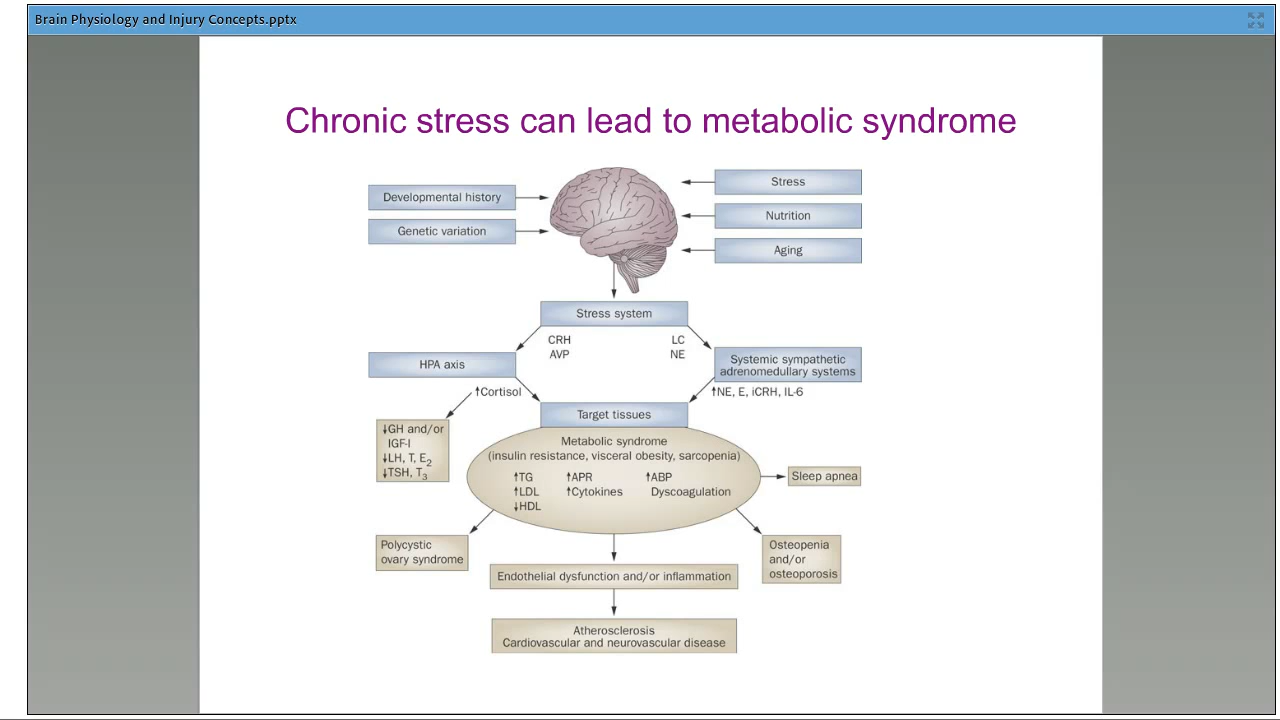 Brain Physiology and Injury Concepts.pptx
Chronic stress can lead to metabolic syndrome
Developmental history
Genetic variation
Stress
Nutrition
Aging
Stress system
CRH
AVP
LC
NE
HPA axis
Systemic sympathetic
adrenomedullary systems
↑Cortisol
↑NE, E, iCRH, IL-6
Target tissues
↓GH and/or
IGF-I
↓LH, T, E2
↓TSH, T3
Metabolic syndrome
(insulin resistance, visceral obesity, sarcopenia)
↑TG ↑APR ↑ABP
↑LDL ↑Cytokines Dyscoagulation
↓HDL
Sleep apnea
Polycystic
ovary syndrome
Osteopenia
and/or
osteoporosis
Endothelial dysfunction and/or inflammation
Atherosclerosis
Cardiovascular and neurovascular disease